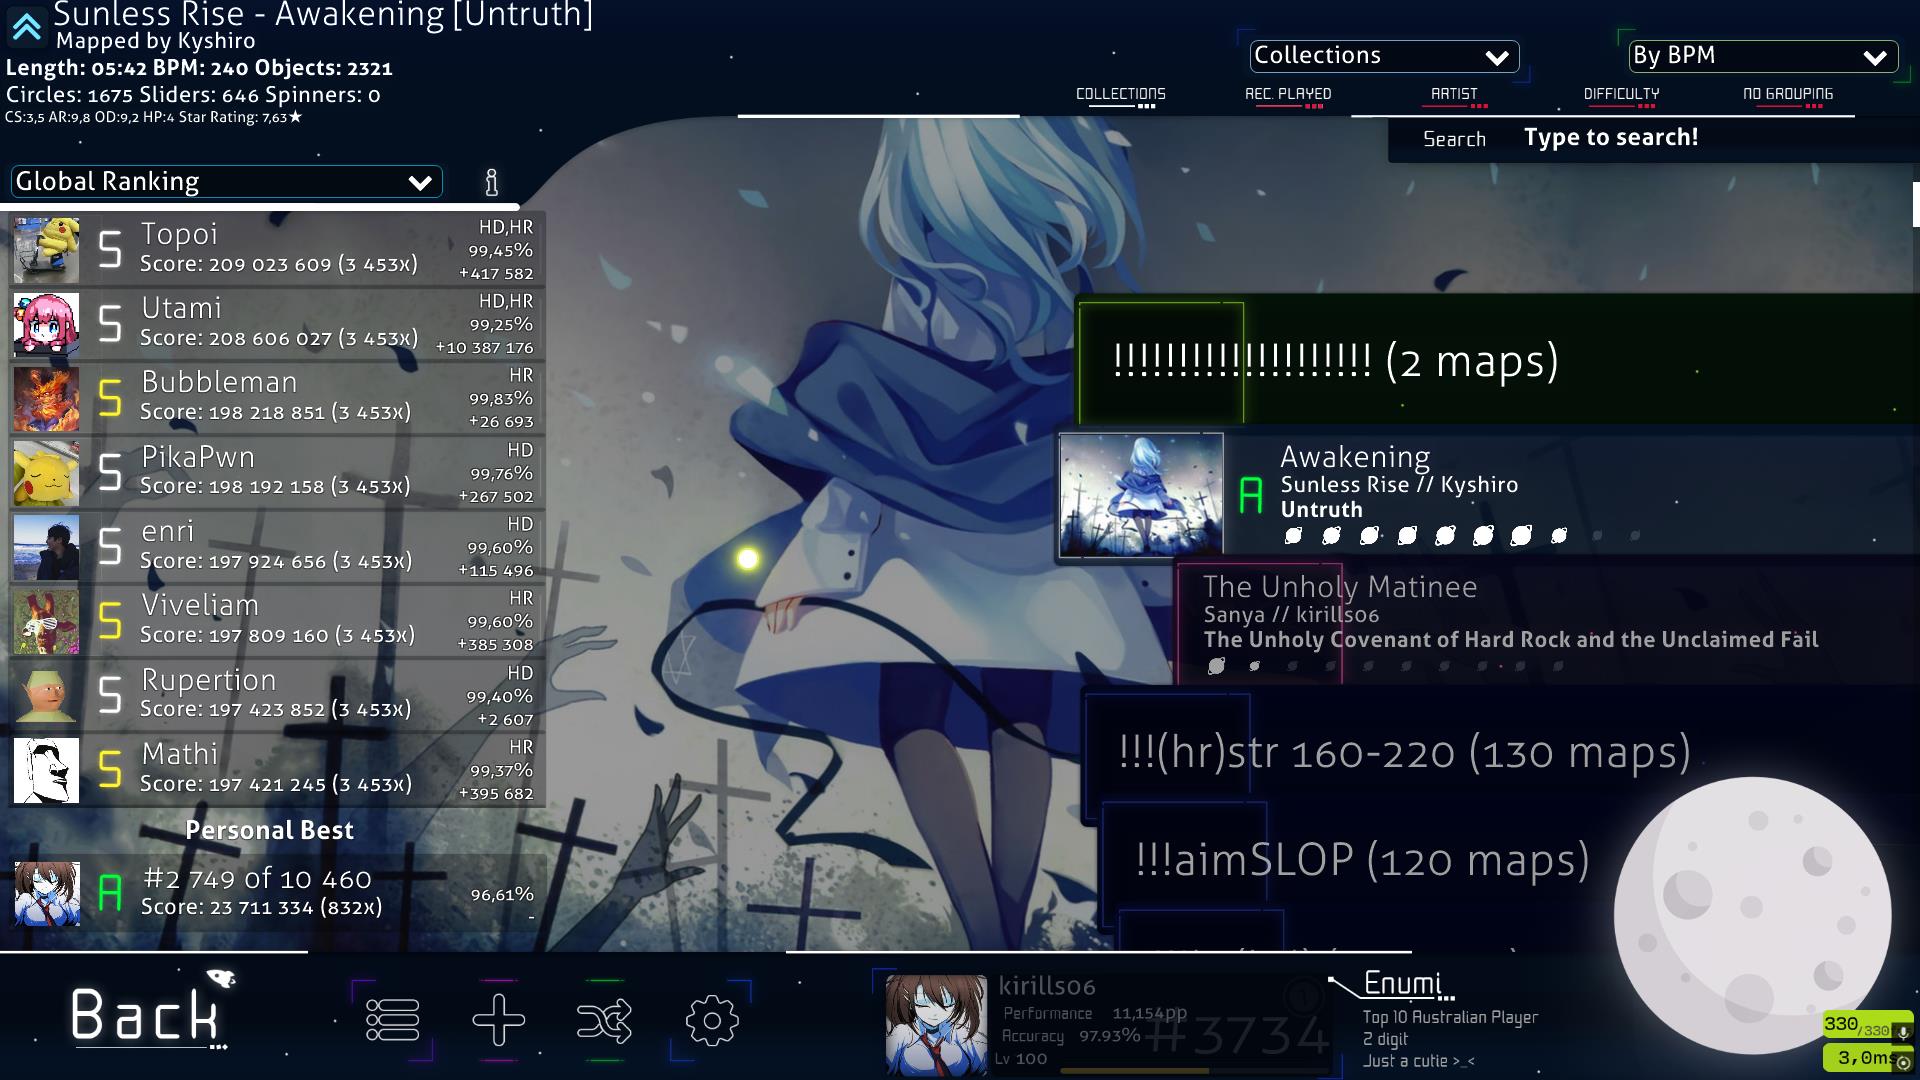 Sunless Rise - Awakening [Untruth]
Mapped by Kyshiro
Length: 05:42 BPM: 240 Objects: 2321
Circles: 1675 Sliders: 646 Spinners: 0
CS:3,5 AR:9,8 OD:9,2 HP:4 Star Rating: 7,63★
Collections
By BPM
COLLECTIONS
REC. PLAYED
ARTIST
DIFFICULTY
NO GROUPING
Search
Type to search!
Global Ranking
i
S
Topoi
Score: 209 023 609 (3 453x)
HD,HR
99,45%
+417 582
S
Utami
Score: 208 606 027 (3 453x)
HD,HR
99,25%
+10 387 176
S
Bubbleman
Score: 198 218 851 (3 453x)
HR
99,83%
+26 693
S
PikaPwn
Score: 198 192 158 (3 453x)
HD
99,76%
+267 502
S
enri
Score: 197 924 656 (3 453x)
HD
99,60%
+115 496
S
Viveliam
Score: 197 809 160 (3 453x)
HR
99,60%
+385 308
S
Rupertion
Score: 197 423 852 (3 453x)
HD
99,40%
+2 607
S
Mathi
Score: 197 421 245 (3 453x)
HR
99,37%
+395 682
Personal Best
A
#2 749 of 10 460
Score: 23 711 334 (832x)
96,61%
-
!!!!!!!!!!!!!!!!!!!! (2 maps)
A
Awakening
Sunless Rise // Kyshiro
Untruth
The Unholy Matinee
Sanya // kirills06
The Unholy Covenant of Hard Rock and the Unclaimed Fail
!!!(hr)str 160-220 (130 maps)
!!!aimSLOP (120 maps)
Back
kirills06
Performance 11,154pp
Accuracy 97.93%
Lv 100
#3734
Enumi
Top 10 Australian Player
2 digit
Just a cutie >_<
330/330
3,0ms